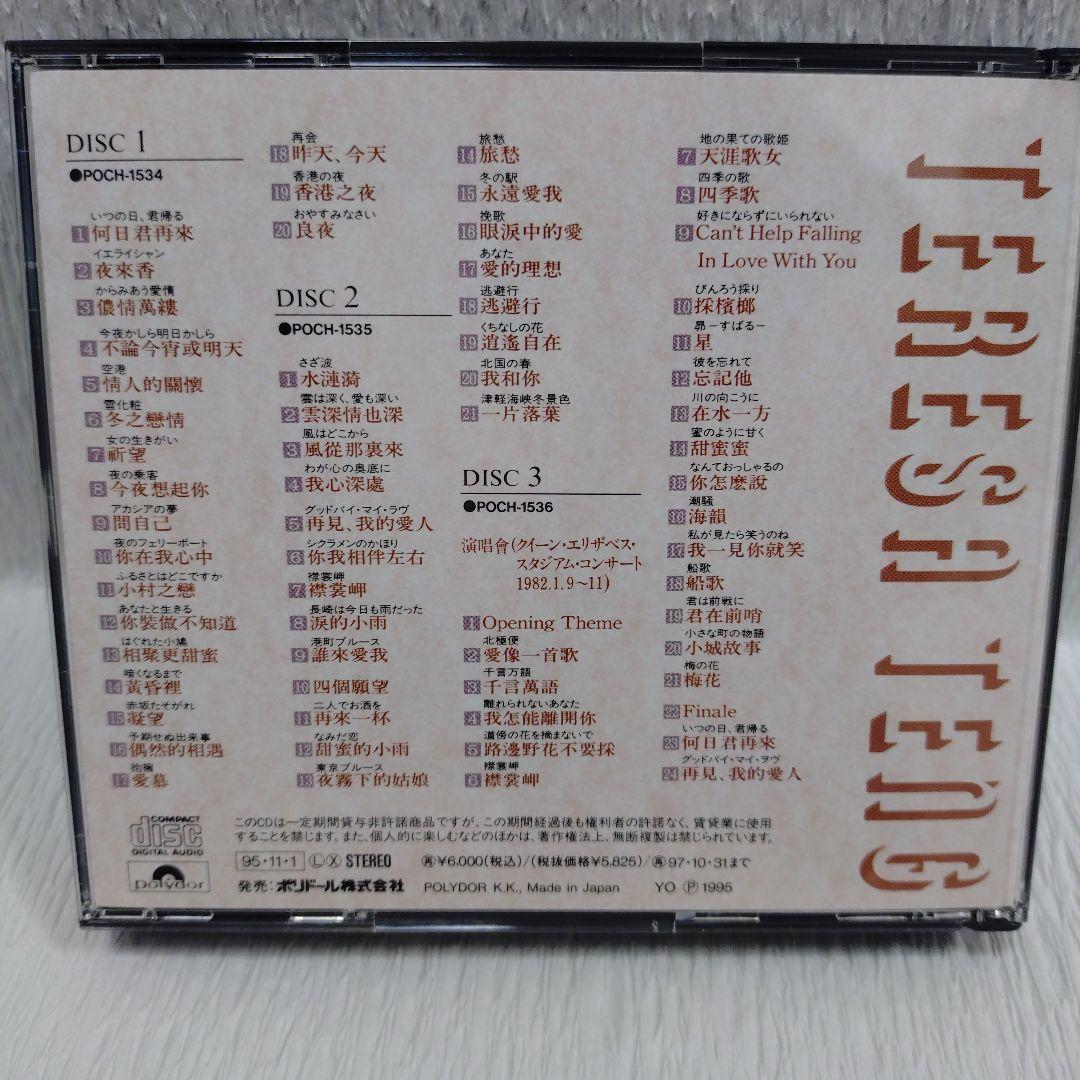 DISC 1
●POCH-1534
いつの日、君帰る
1 何日君再來
イエライシャン
2 夜來香
からみあう愛情
3 儂情萬縷
今夜かしら明日かしら
4 不論今宵或明天
空港
5 情人的關懷
雪化粧
6 冬之戀情
女の生きがい
7 祈望
夜の乗客
8 今夜想起你
アカシアの夢
9 問自己
夜のフェリーボート
10 你在我心中
ふるさとはどこですか
11 小村之戀
あなたと生きる
12 你裝做不知道
はぐれた小鳩
13 相聚更甜蜜
暗くなるまで
14 黃昏裡
赤坂たそがれ
15 凝望
予期せぬ出来事
16 偶然的相遇
抱擁
17 愛慕
再会
18 昨天、今天
香港の夜
19 香港之夜
おやすみなさい
20 良夜
DISC 2
●POCH-1535
さざ波
1 水漣漪
雲は深く、愛も深い
2 雲深情也深
風はどこから
3 風從那裏來
わが心の奥底に
4 我心深處
グッドバイ・マイ・ラヴ
5 再見、我的愛人
シクラメンのかほり
6 你我相伴左右
襟裳岬
7 襟裳岬
長崎は今日も雨だった
8 淚的小雨
港町ブルース
9 誰來愛我
10 四個願望
二人でお酒を
11 再來一杯
なみだ恋
12 甜蜜的小雨
東京ブルース
13 夜霧下的姑娘
旅愁
14 旅愁
冬の駅
15 永遠愛我
挽歌
16 眼淚中的愛
あなた
17 愛的理想
逃避行
18 逃避行
くちなしの花
19 逍遙自在
北国の春
20 我和你
津軽海峡冬景色
21 一片落葉
DISC 3
●POCH-1536
演唱會(クイーン・エリザベス・
スタジアム・コンサート
1982.1.9〜11)
1 Opening Theme
北極便
2 愛像一首歌
千言万語
3 千言萬語
離れられないあなた
4 我怎能離開你
道傍の花を摘まないで
5 路邊野花不要採
襟裳岬
6 襟裳岬
地の果ての歌姫
7 天涯歌女
四季の歌
8 四季歌
好きにならずにいられない
9 Can't Help Falling
In Love With You
びんろう採り
10 採檳榔
昴－すばる－
11 星
彼を忘れて
12 忘記他
川の向こうに
13 在水一方
蜜のように甘く
14 甜蜜蜜
なんておっしゃるの
15 你怎麽說
潮騒
16 海韻
私が見たら笑うのね
17 我一見你就笑
船歌
18 船歌
君は前戦に
19 君在前哨
小さな町の物語
20 小城故事
梅の花
21 梅花
22 Finale
いつの日、君帰る
23 何日君再來
グッドバイ・マイ・ヲヴ
24 再見、我的愛人
COMPACT
disc
DIGITAL AUDIO
polydor
このCDは一定期間貸与非許諾商品ですが、この期間経過後も権利者の許諾なく、賃貸業に使用
することを禁じます。また、個人的に楽しむなどのほかは、著作権法上、無断複製は禁じられています。
95・11・1 Ⓛ Ⓧ STEREO
㊢¥6,000(税込)/(税抜価格¥5,825)/㊢97・10・31まで
発売：ポリドール株式会社
POLYDOR K.K., Made in Japan
YO Ⓟ 1995